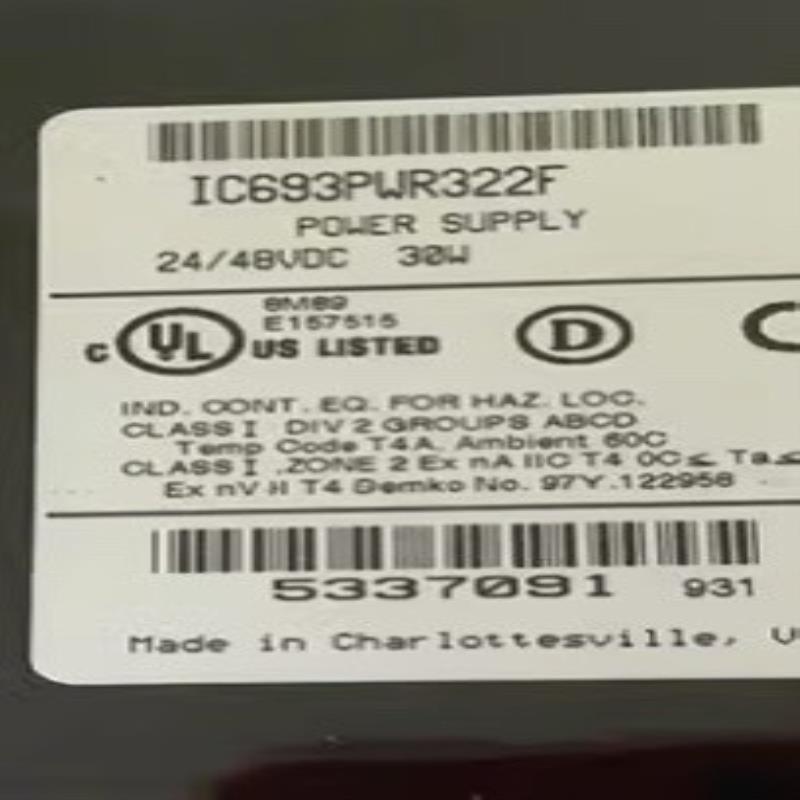 IC693PWR322F
POWER SUPPLY
24/48VDC 30W
8M89
E157515
C UL US LISTED
D
C
IND. CONT. EQ. FOR HAZ. LOC.
CLASS I DIV 2 GROUPS ABCD
Temp Code T4A, Ambient 60C
CLASS I ,ZONE 2 Ex nA IIC T4 0C≤ Ta≤
Ex nV II T4 Demko No. 97Y.122958
5337091 931
Made in Charlottesville, V